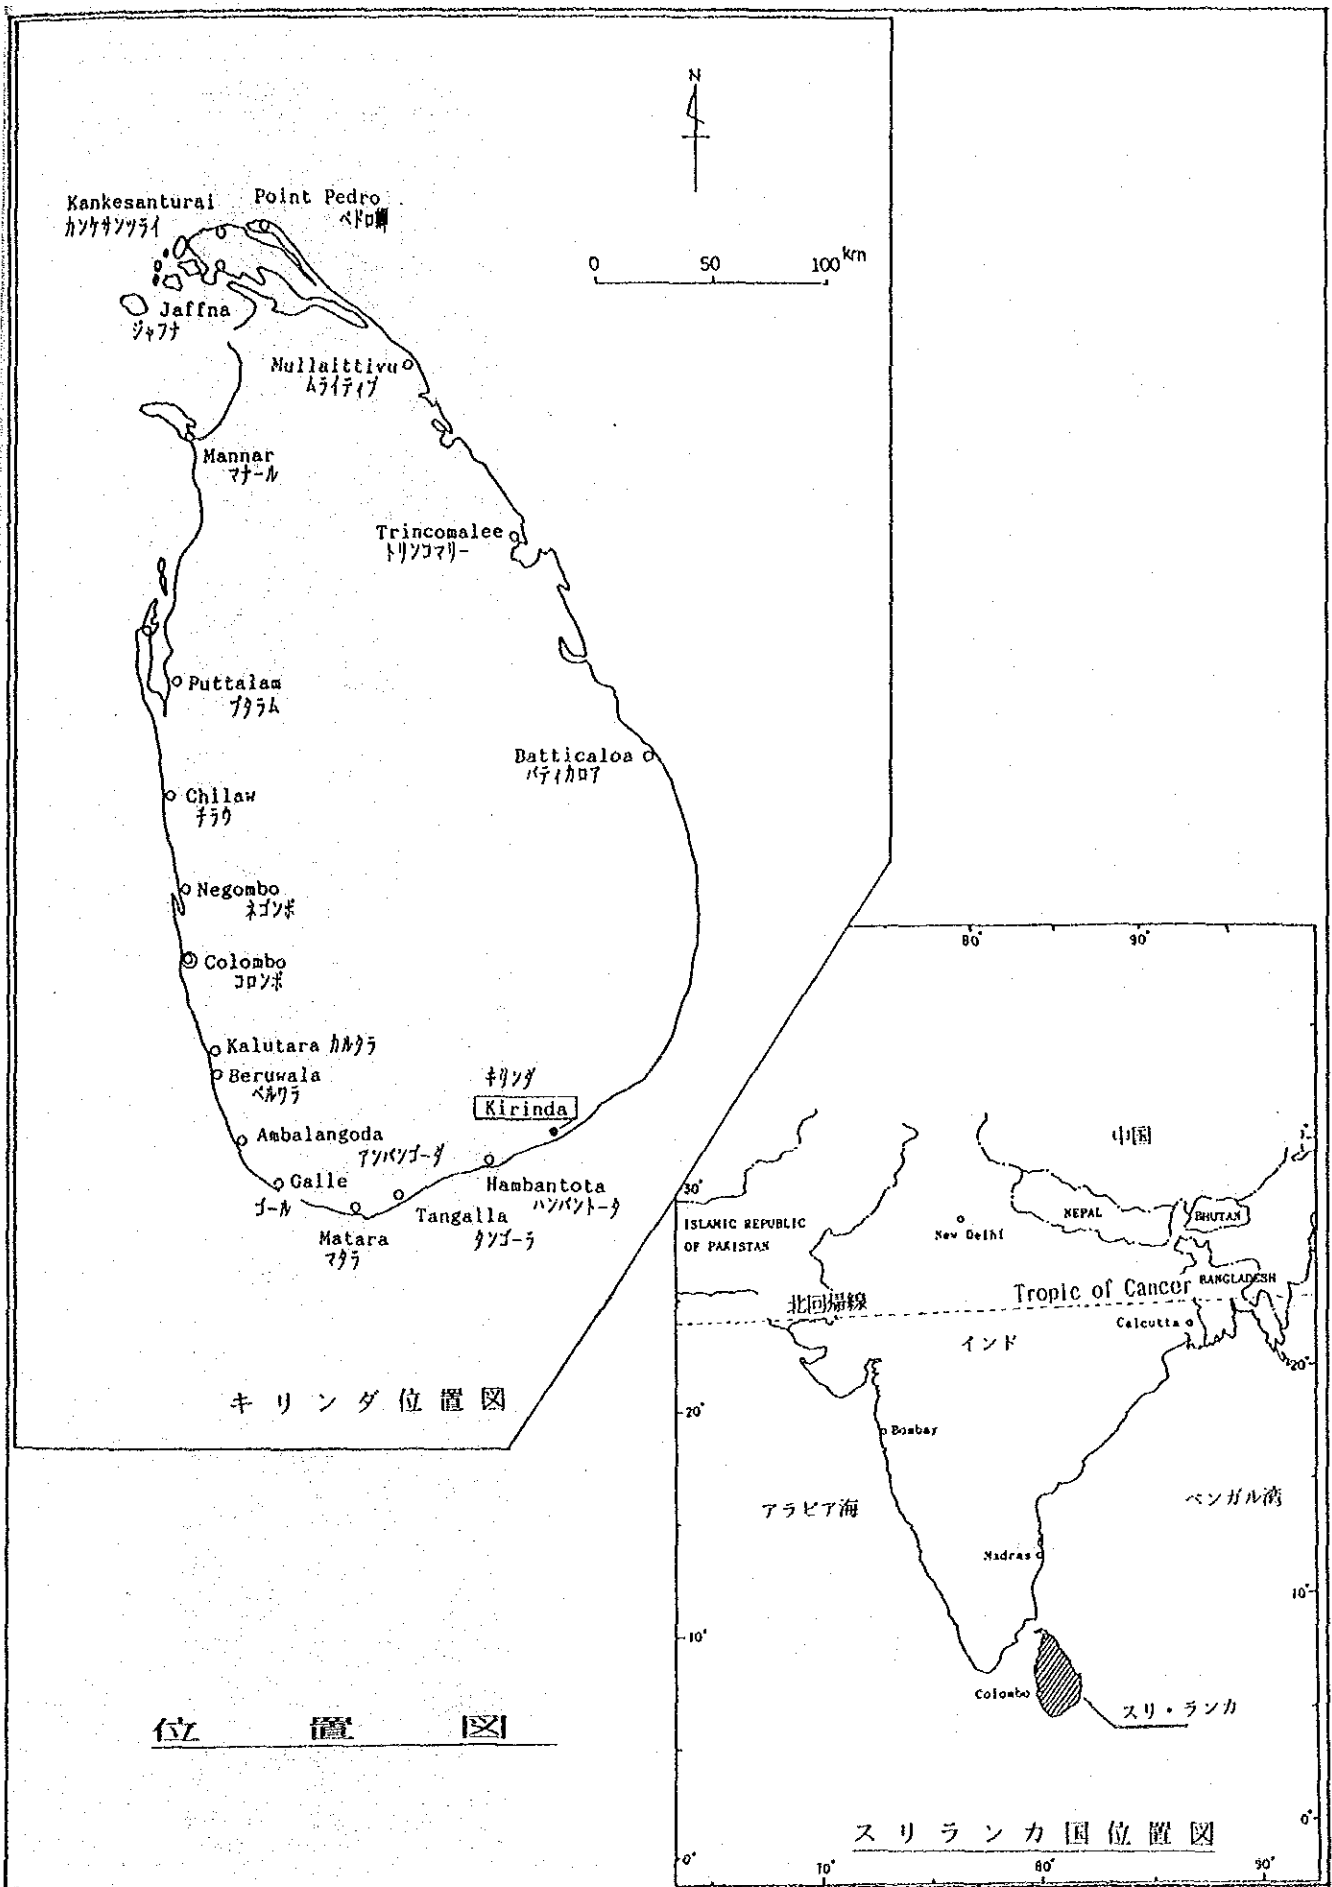 N
0 50 100 km
Kankesanturai
カンケサンツライ
Point Pedro
ペドロ岬
Jaffna
ジャフナ
Mullaittivu
ムライティブ
Mannar
マナール
Trincomalee
トリンコマリー
Puttalam
プタラム
Batticaloa
バティカロア
Chilaw
チラウ
Negombo
ネゴンボ
Colombo
コロンボ
Kalutara カルタラ
Beruwala
ベルワラ
キリンダ
Kirinda
Ambalangoda
アンバンゴーダ
Galle
ゴール
Hambantota
ハンバントータ
Tangalla
タンゴーラ
Matara
マタラ
キリンダ位置図
位置図
80° 90°
中国
30°
ISLAMIC REPUBLIC
OF PAKISTAN
New Delhi
NEPAL
BHUTAN
BANGLADESH
Tropic of Cancer
北回帰線
Calcutta
インド
20°
20°
Bombay
アラビア海
ベンガル湾
Madras
10°
10°
Colombo
スリ・ランカ
スリランカ国位置図
0°
0°
70° 80° 90°